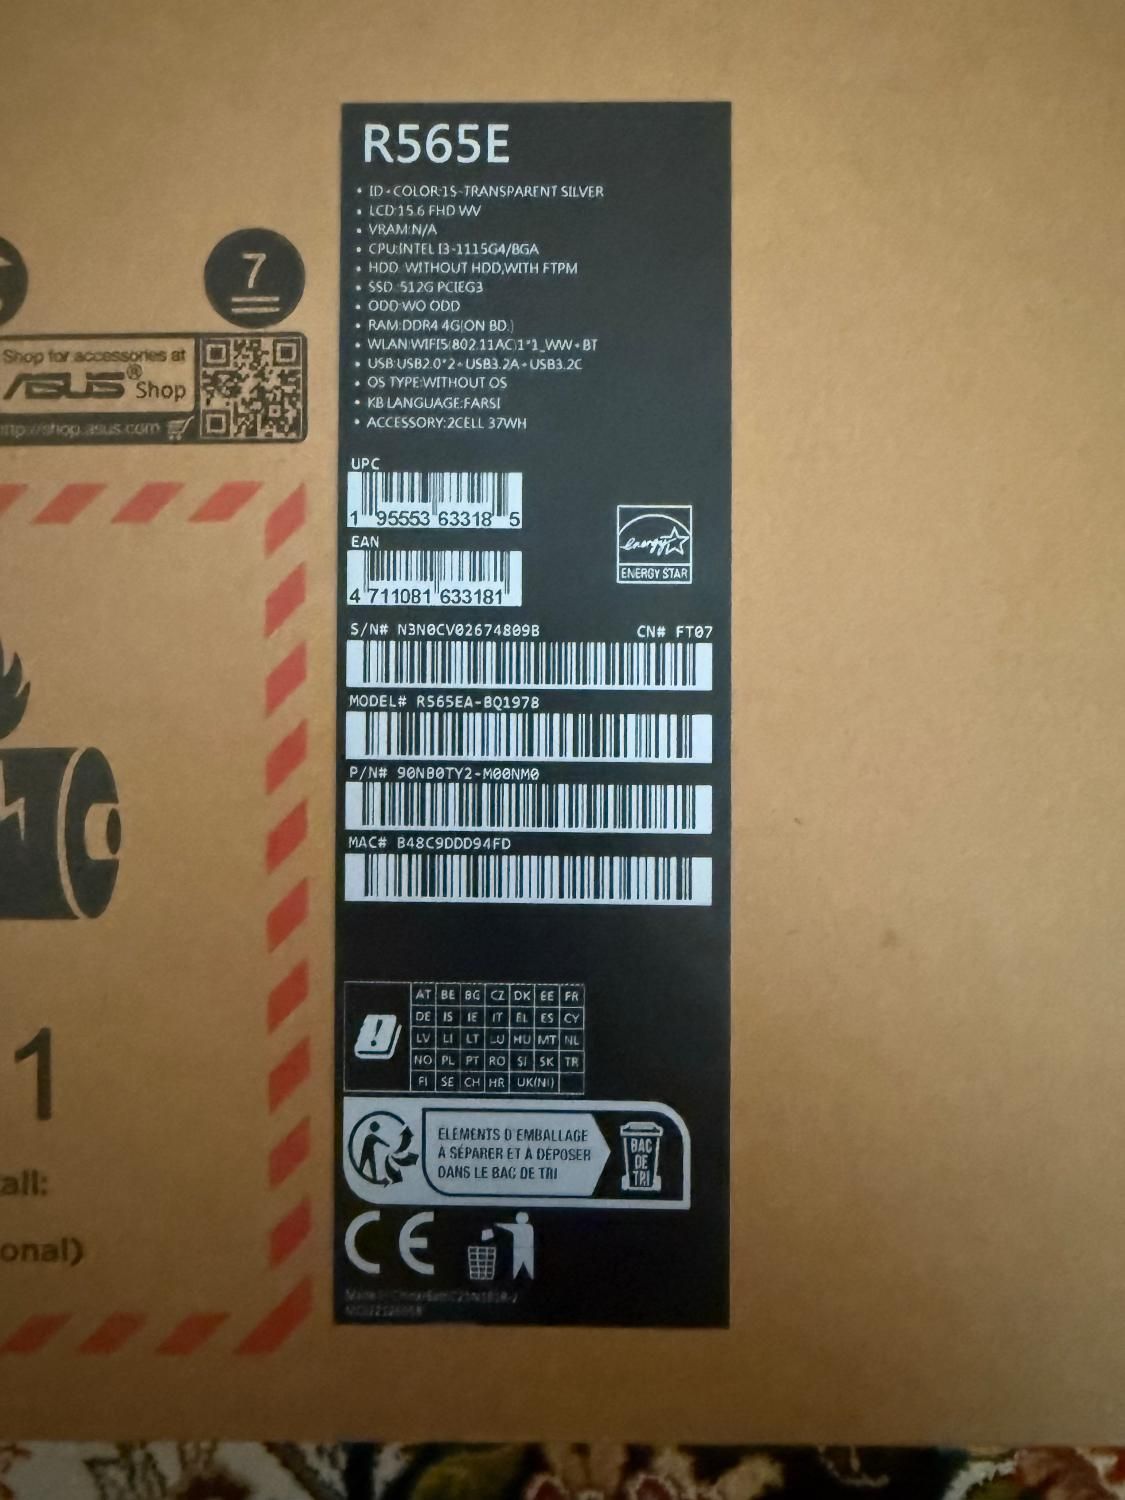 R565E
• ID+COLOR:1S-TRANSPARENT SILVER
• LCD:15.6 FHD WV
• VRAM:N/A
• CPU:INTEL I3-1115G4/BGA
• HDD: WITHOUT HDD,WITH FTPM
• SSD :512G PCIEG3
• ODD:WO ODD
• RAM:DDR4 4G(ON BD.)
• WLAN:WIFI5(802.11AC)1*1_WW+BT
• USB:USB2.0*2+USB3.2A+USB3.2C
• OS TYPE:WITHOUT OS
• KB LANGUAGE:FARSI
• ACCESSORY:2CELL 37WH
7
Shop for accessories at
ASUS® Shop
http://shop.asus.com
UPC
1 95553 63318 5
EAN
4 711081 633181
energy
ENERGY STAR
S/N# N3N0CV02674809B CN# FT07
MODEL# R565EA-BQ1978
P/N# 90NB0TY2-M00NM0
MAC# B48C9DDD94FD
AT BE BG CZ DK EE FR
DE IS IE IT EL ES CY
LV LI LT LU HU MT NL
NO PL PT RO SI SK TR
FI SE CH HR UK(NI)
ÉLÉMENTS D'EMBALLAGE
À SÉPARER ET À DÉPOSER
DANS LE BAC DE TRI
BAC
DE
TRI
CE
1
all:
onal)